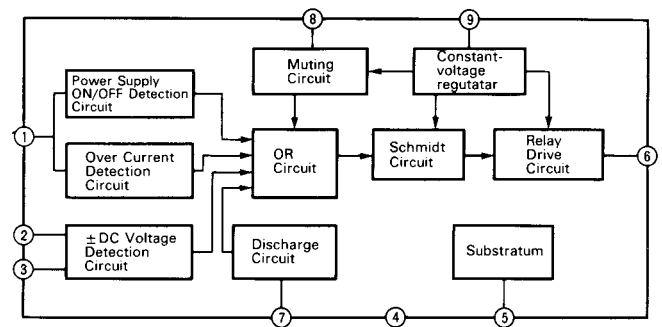 8
9
Power Supply
ON/OFF Detection
Circuit
Muting
Circuit
Constant-
voltage
regutatar
1
Over Current
Detection
Circuit
OR
Circuit
Schmidt
Circuit
Relay
Drive
Circuit
6
2
3
±DC Voltage
Detection
Circuit
Discharge
Circuit
Substratum
7
4
5